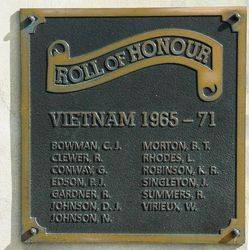 ROLL OF HONOUR
VIETNAM 1965 – 71
BOWMAN, C. J.
CLEWER, R.
CONWAY, G.
EDSON, P. J.
GARDNER, R.
JOHNSON, D. J.
JOHNSON, N.
MORTON, B. T.
RHODES, L.
ROBINSON, K. R.
SINGLETON, J.
SUMMERS, R.
VIRIEUX, W.